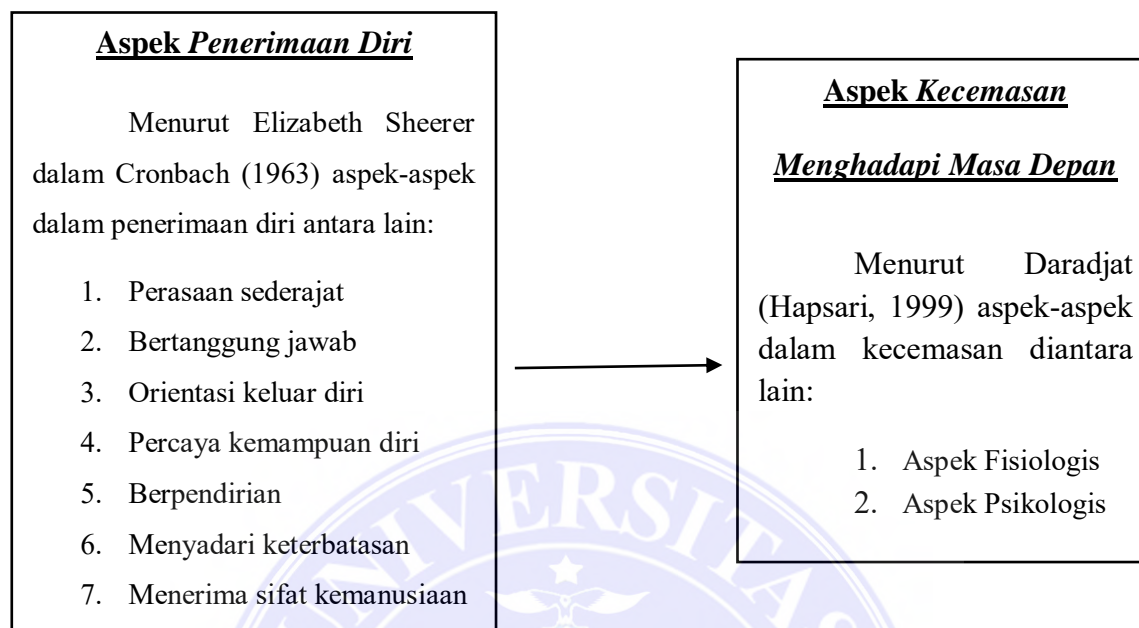 Aspek Penerimaan Diri
Menurut Elizabeth Sheerer
dalam Cronbach (1963) aspek-aspek
dalam penerimaan diri antara lain:
1. Perasaan sederajat
2. Bertanggung jawab
3. Orientasi keluar diri
4. Percaya kemampuan diri
5. Berpendirian
6. Menyadari keterbatasan
7. Menerima sifat kemanusiaan
Aspek Kecemasan
Menghadapi Masa Depan
Menurut Daradjat
(Hapsari, 1999) aspek-aspek
dalam kecemasan diantara
lain:
1. Aspek Fisiologis
2. Aspek Psikologis
UNIVERSITAS